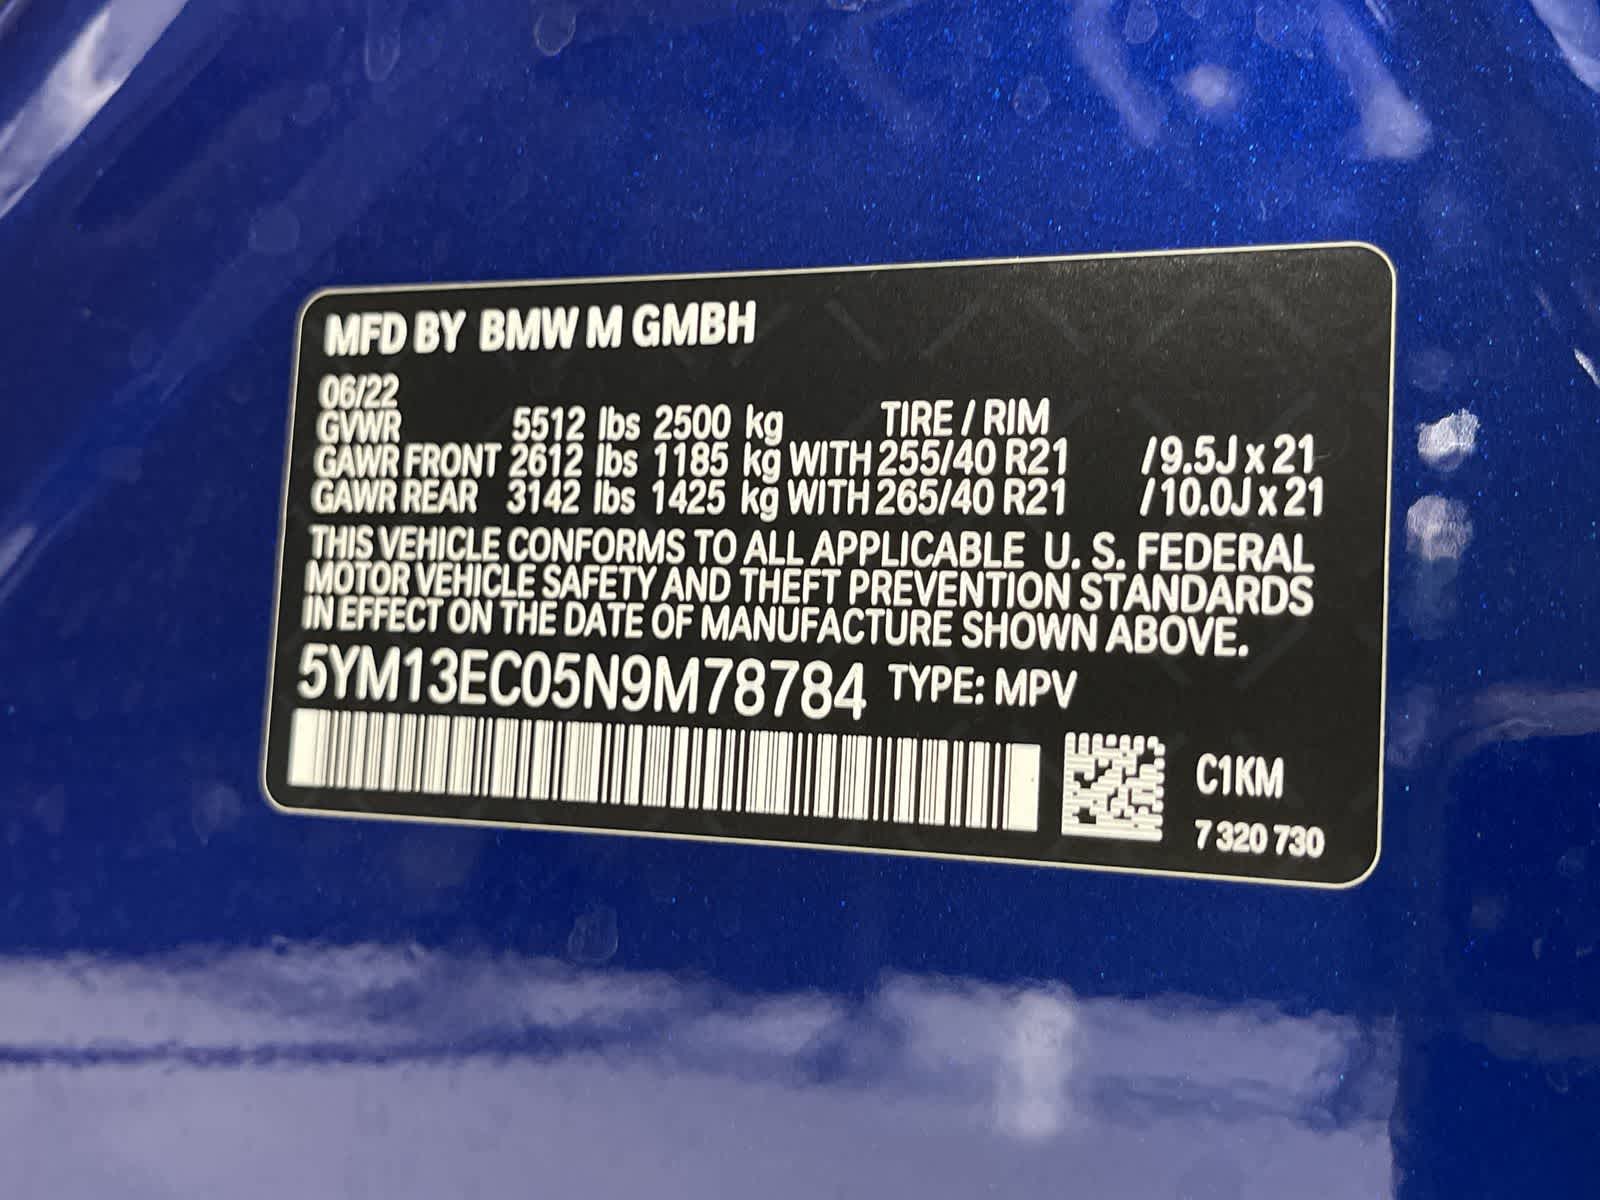 MFD BY BMW M GMBH
06/22
GVWR 5512 lbs 2500 kg TIRE / RIM
GAWR FRONT 2612 lbs 1185 kg WITH 255/40 R21 /9.5J x 21
GAWR REAR 3142 lbs 1425 kg WITH 265/40 R21 /10.0J x 21
THIS VEHICLE CONFORMS TO ALL APPLICABLE U. S. FEDERAL
MOTOR VEHICLE SAFETY AND THEFT PREVENTION STANDARDS
IN EFFECT ON THE DATE OF MANUFACTURE SHOWN ABOVE.
5YM13EC05N9M78784 TYPE: MPV
C1KM
7 320 730